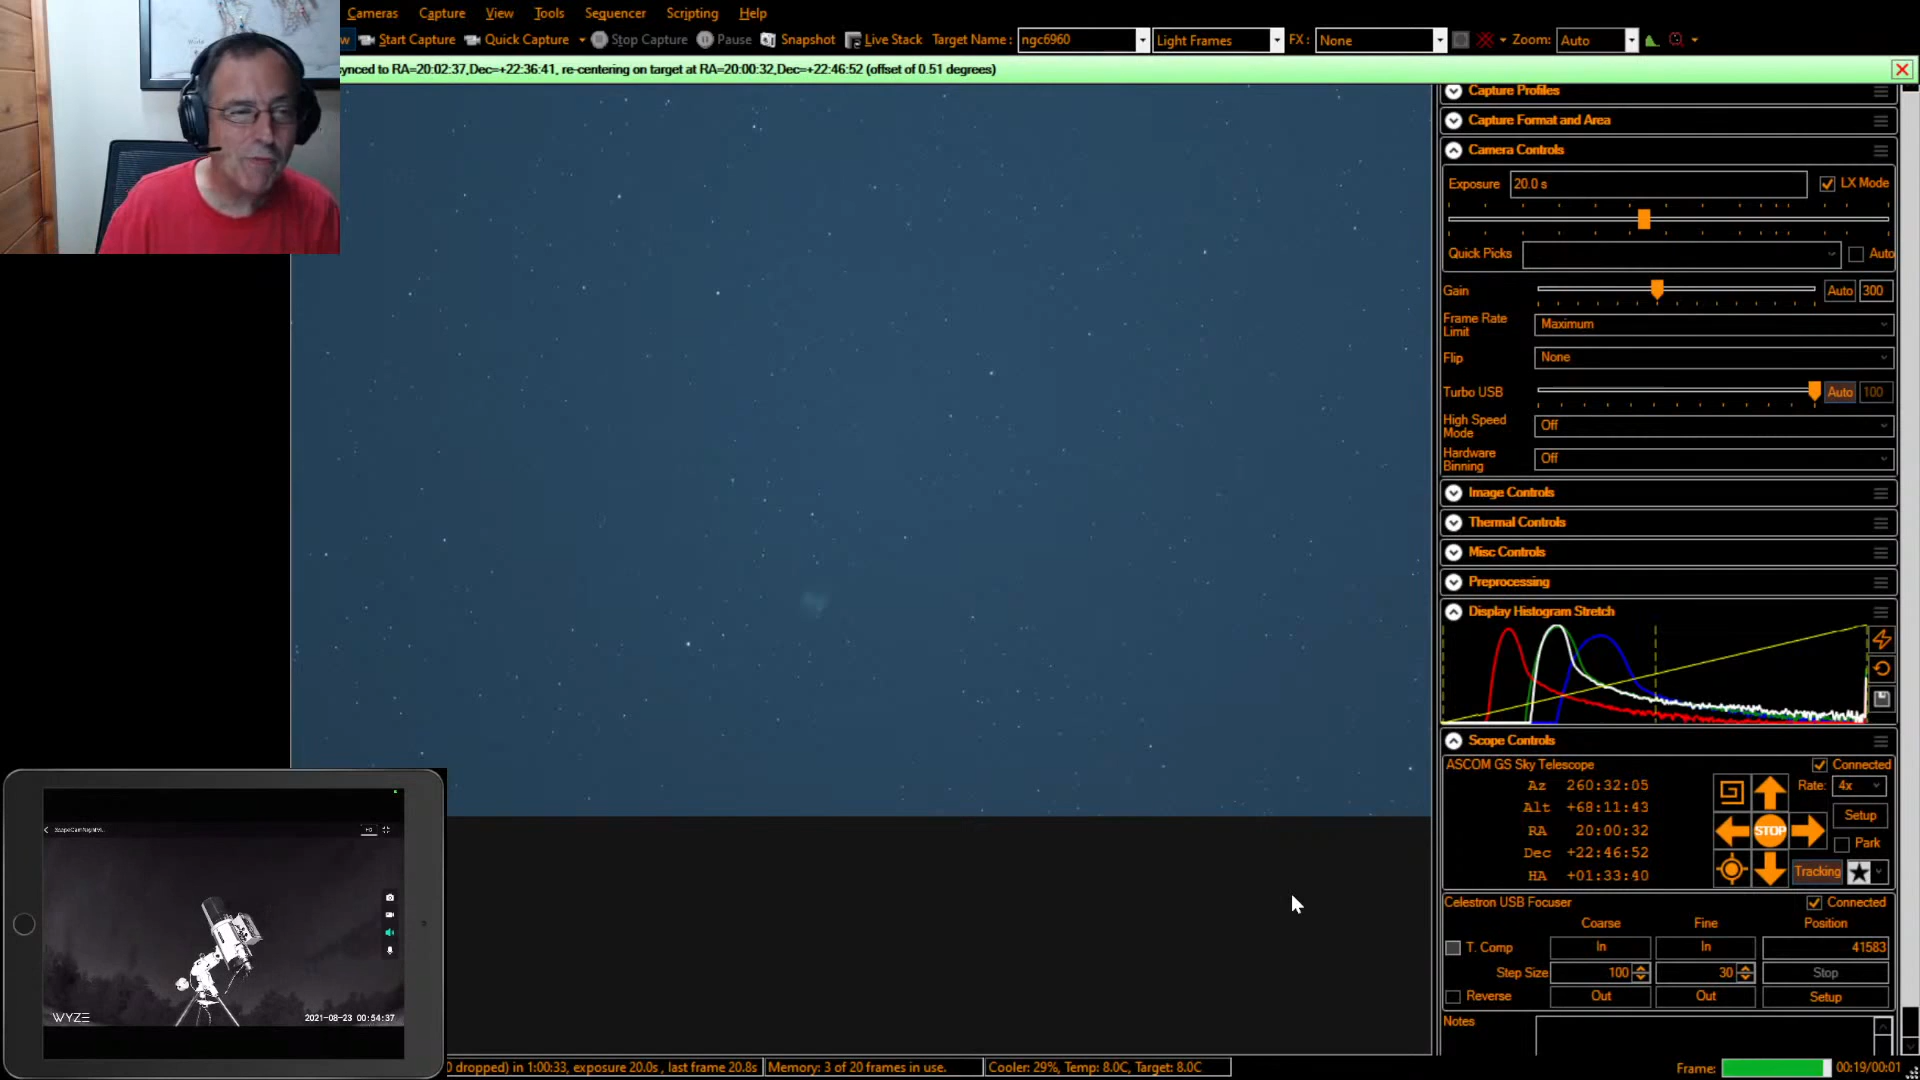 Cameras Capture View Tools Sequencer Scripting Help
w Start Capture Quick Capture Stop Capture Pause Snapshot Live Stack Target Name : ngc6960 Light Frames FX : None Zoom: Auto
synced to RA=20:02:37,Dec=+22:36:41, re-centering on target at RA=20:00:32,Dec=+22:46:52 (offset of 0.51 degrees)
Capture Profiles
Capture Format and Area
Camera Controls
Exposure 20.0 s LX Mode
Quick Picks Auto
Gain Auto 300
Frame Rate Limit Maximum
Flip None
Turbo USB Auto 100
High Speed Mode Off
Hardware Binning Off
Image Controls
Thermal Controls
Misc Controls
Preprocessing
Display Histogram Stretch
Scope Controls
ASCOM GS Sky Telescope Connected
Az 260:32:05 Rate: 4x
Alt +68:11:43 Setup
RA 20:00:32 STOP
Dec +22:46:52 Park
HA +01:33:40 Tracking
Celestron USB Focuser Connected
Coarse Fine Position
T. Comp In In 41583
Step Size 100 30 Stop
Reverse Out Out Setup
Notes
WYZE 2021-08-23 00:54:37
0 dropped) in 1:00:33, exposure 20.0s , last frame 20.8s Memory: 3 of 20 frames in use. Cooler: 29%, Temp: 8.0C, Target: 8.0C Frame: 00:19/00:01